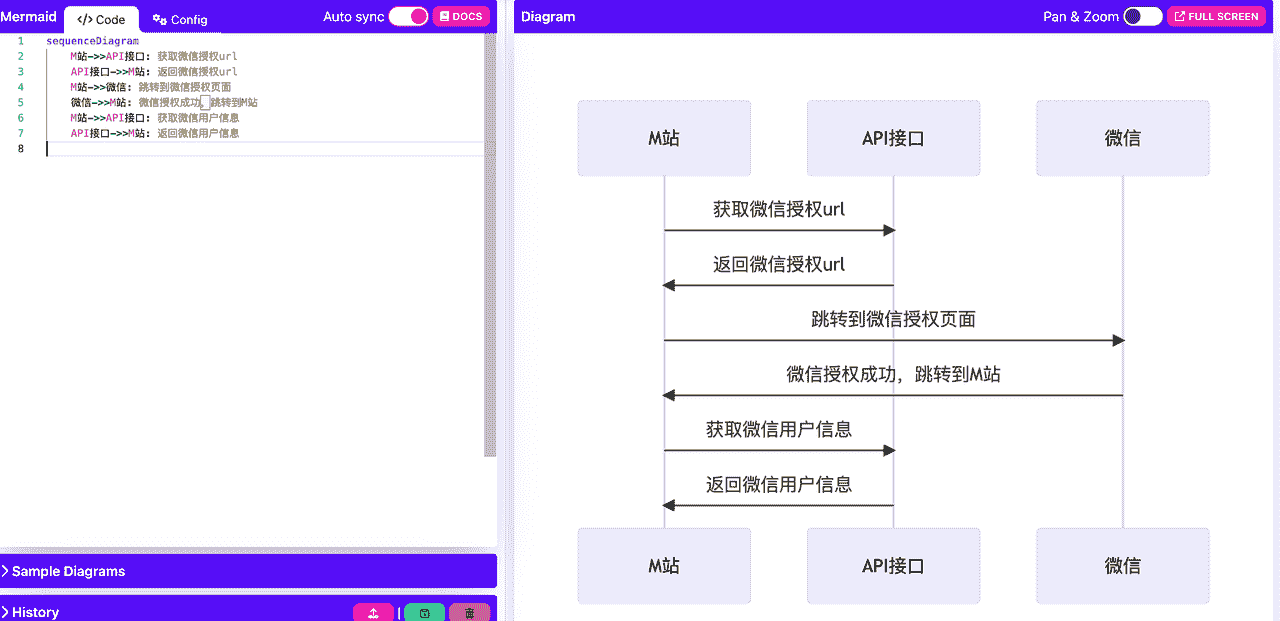 Mermaid
Code
Config
Auto sync
DOCS
1 sequenceDiagram
2 M站->>API接口: 获取微信授权url
3 API接口->>M站: 返回微信授权url
4 M站->>微信: 跳转到微信授权页面
5 微信->>M站: 微信授权成功，跳转到M站
6 M站->>API接口: 获取微信用户信息
7 API接口->>M站: 返回微信用户信息
8
Sample Diagrams
History
Diagram
Pan & Zoom
FULL SCREEN
M站
API接口
微信
获取微信授权url
返回微信授权url
跳转到微信授权页面
微信授权成功，跳转到M站
获取微信用户信息
返回微信用户信息
M站
API接口
微信